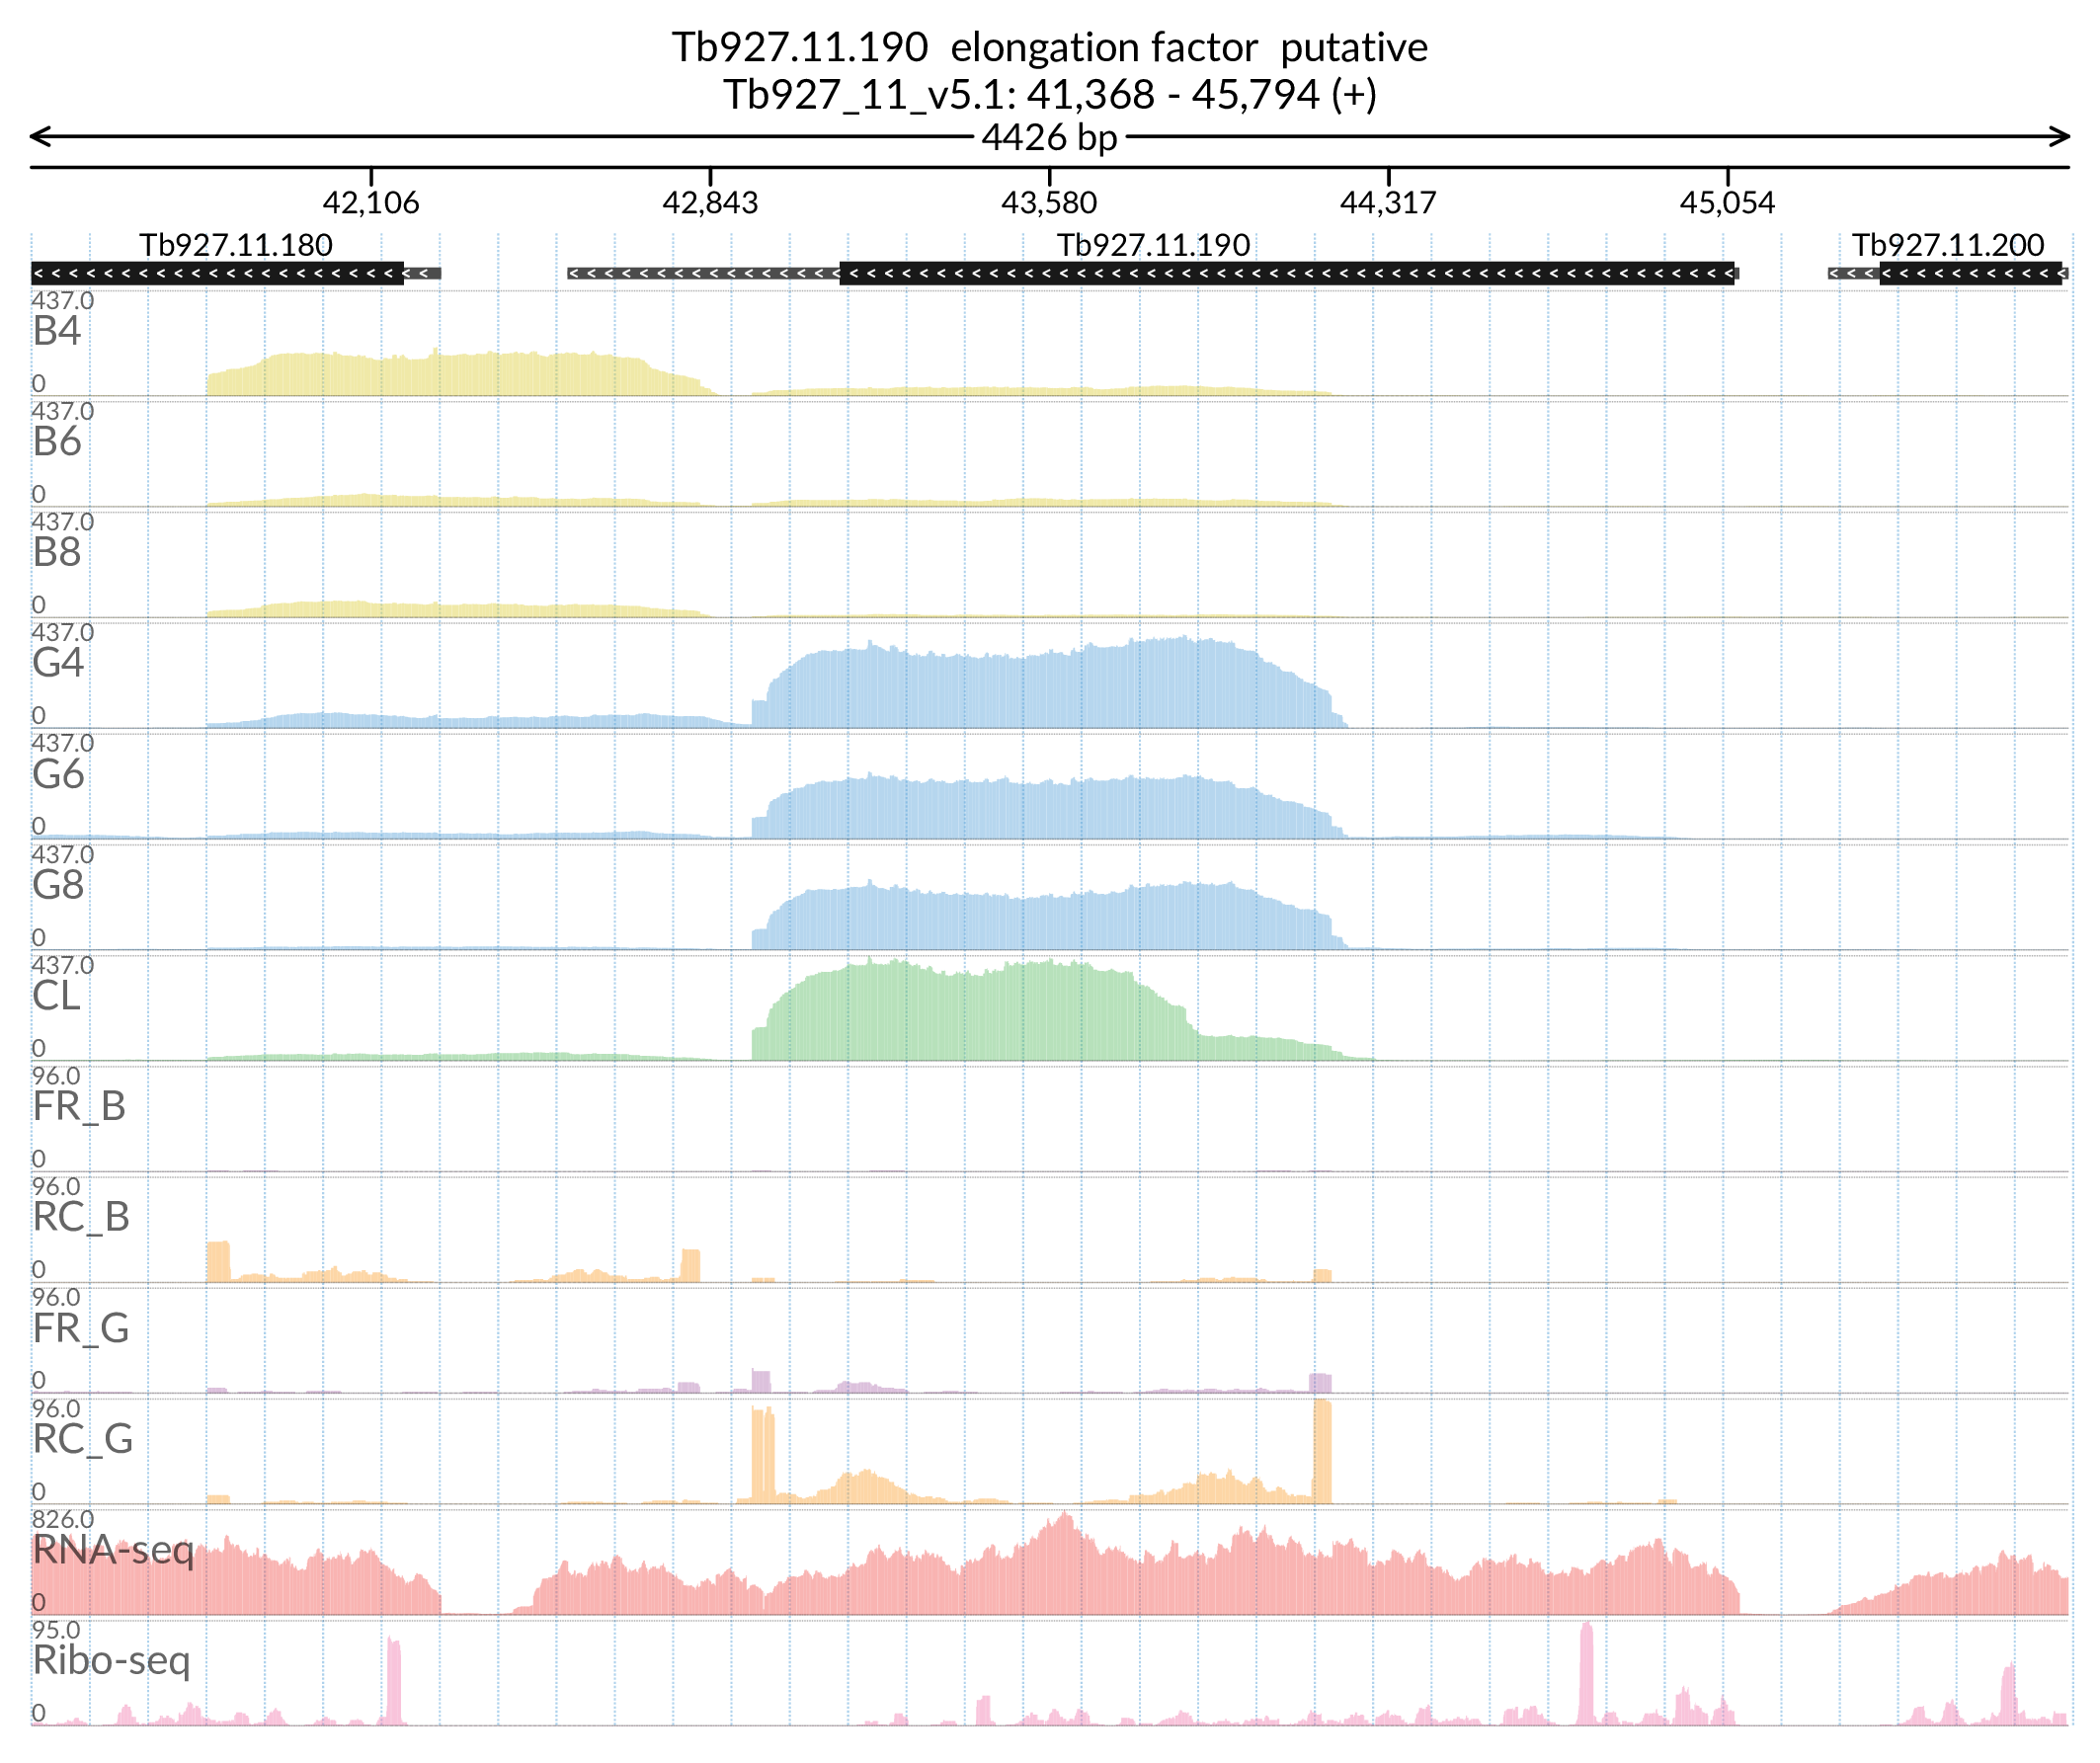 Tb927.11.190  elongation factor  putative
Tb927_11_v5.1: 41,368 - 45,794 (+)
4426 bp
42,106 42,843 43,580 44,317 45,054
Tb927.11.180 Tb927.11.190 Tb927.11.200
437.0
B4
0
437.0
B6
0
437.0
B8
0
437.0
G4
0
437.0
G6
0
437.0
G8
0
437.0
CL
0
96.0
FR_B
0
96.0
RC_B
0
96.0
FR_G
0
96.0
RC_G
0
826.0
RNA-seq
0
95.0
Ribo-seq
0